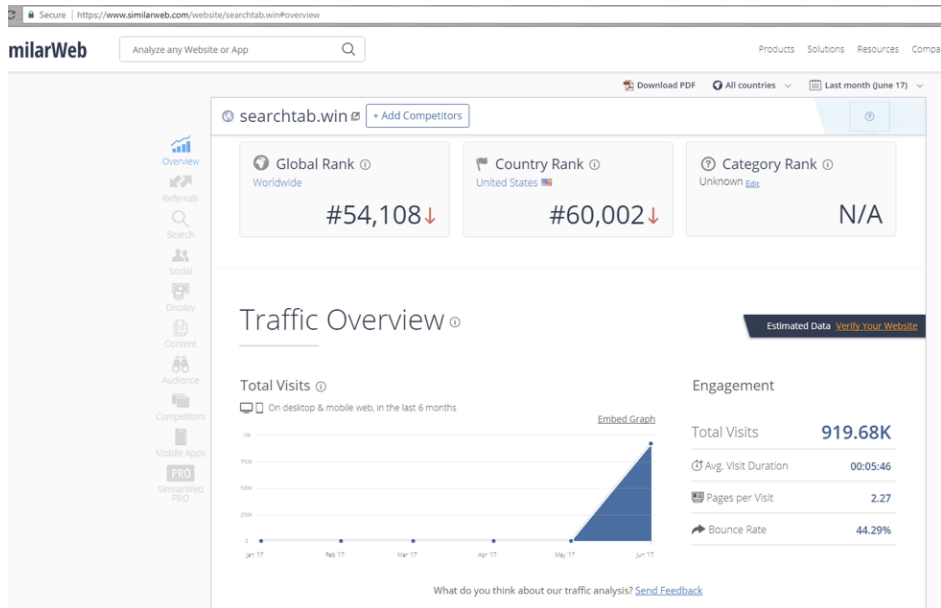 Secure | https://www.similarweb.com/website/searchtab.win#overview
milarWeb
Analyze any Website or App
Products Solutions Resources Compa
Download PDF All countries Last month (June 17)
searchtab.win + Add Competitors
Overview
Referrals
Search
Social
Display
Content
Audience
Competitors
Mobile Apps
PRO
SimilarWeb
PRO
Global Rank
Worldwide
#54,108
Country Rank
United States
#60,002
Category Rank
Unknown Edit
N/A
Traffic Overview
Estimated Data Verify Your Website
Total Visits
On desktop & mobile web, in the last 6 months
Embed Graph
1M
750K
500K
250K
0
Jan '17 Feb '17 Mar '17 Apr '17 May '17 Jun '17
Engagement
Total Visits 919.68K
Avg. Visit Duration 00:05:46
Pages per Visit 2.27
Bounce Rate 44.29%
What do you think about our traffic analysis? Send Feedback